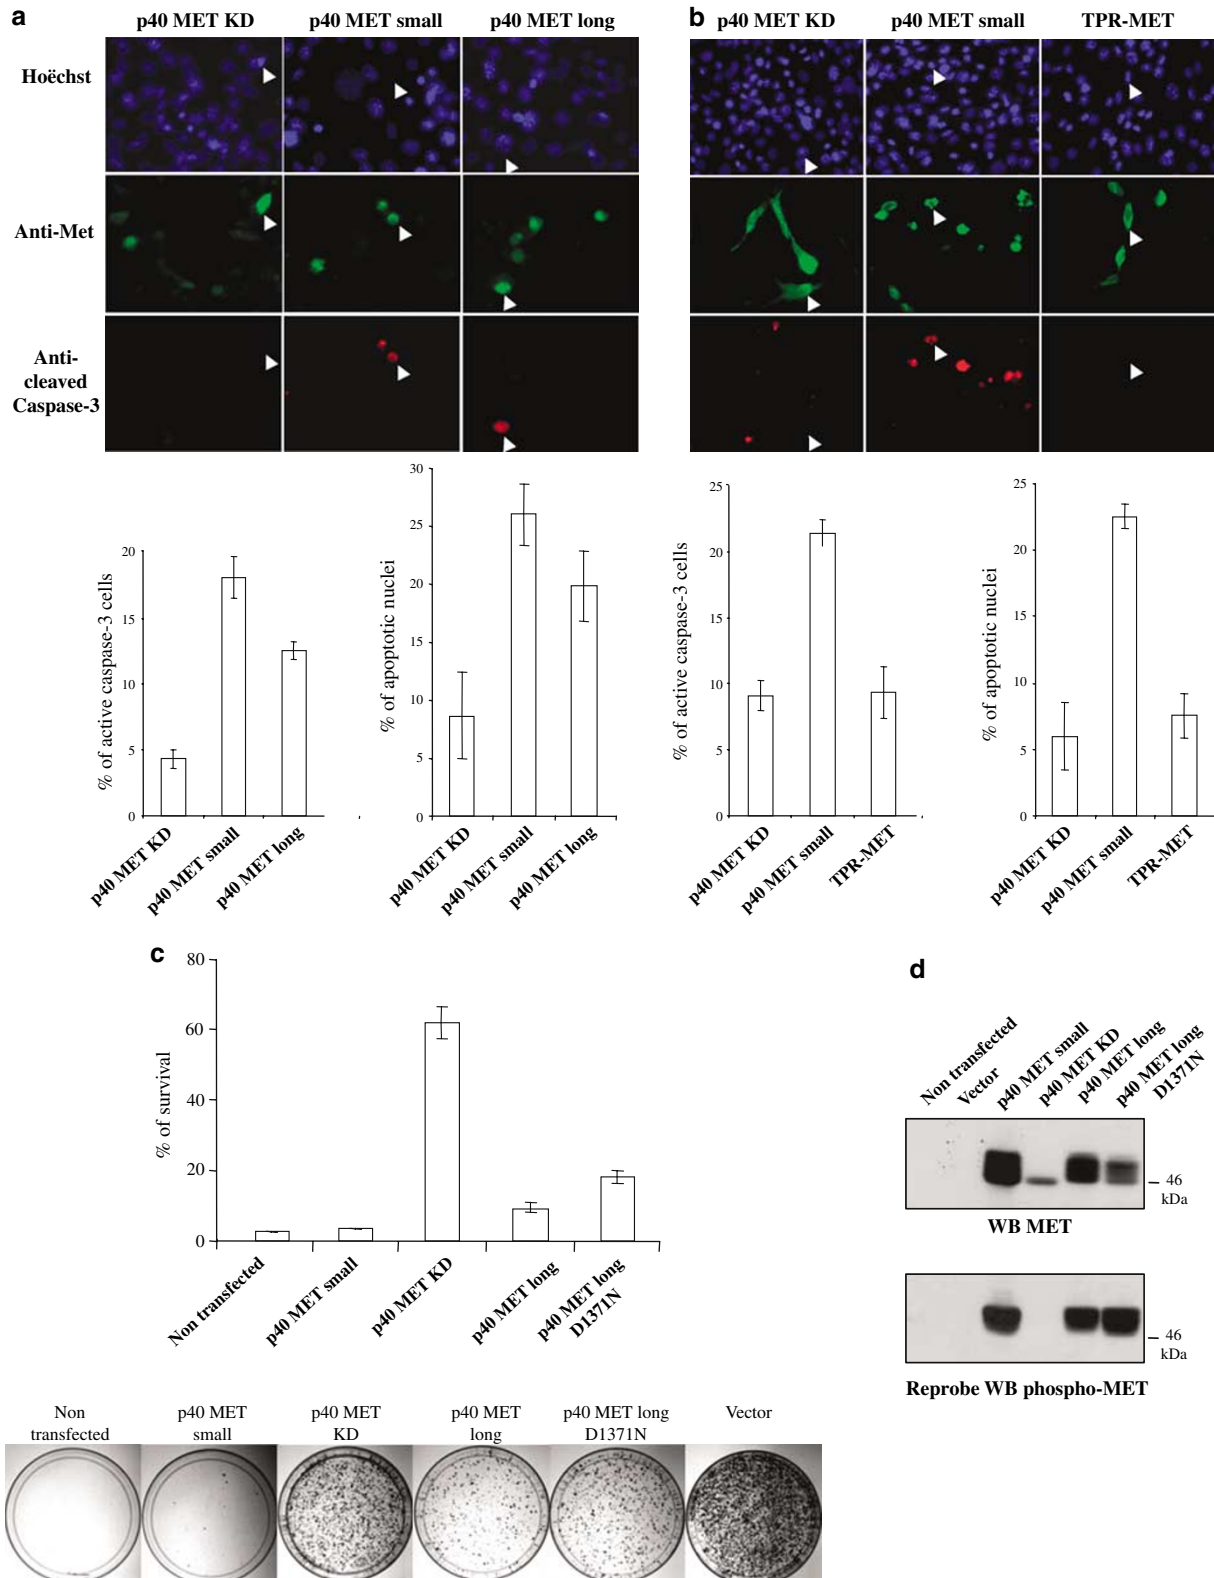 a
p40 MET KD
p40 MET small
p40 MET long
b
p40 MET KD
p40 MET small
TPR-MET
Hoëchst
Anti-Met
Anti-
cleaved
Caspase-3
% of active caspase-3 cells
20
15
10
5
0
p40 MET KD
p40 MET small
p40 MET long
% of apoptotic nuclei
30
25
20
15
10
5
0
p40 MET KD
p40 MET small
p40 MET long
% of active caspase-3 cells
25
20
15
10
5
0
p40 MET KD
p40 MET small
TPR-MET
% of apoptotic nuclei
25
20
15
10
5
0
p40 MET KD
p40 MET small
TPR-MET
c
% of survival
80
60
40
20
0
Non transfected
p40 MET small
p40 MET KD
p40 MET long
p40 MET long
D1371N
d
Non transfected
Vector
p40 MET small
p40 MET KD
p40 MET long
p40 MET long
D1371N
46
kDa
WB MET
46
kDa
Reprobe WB phospho-MET
Non
transfected
p40 MET
small
p40 MET
KD
p40 MET
long
p40 MET long
D1371N
Vector